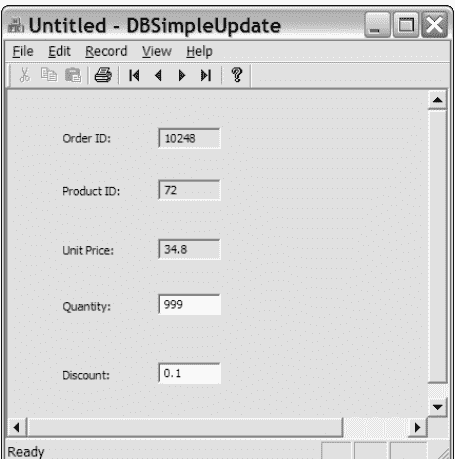 Untitled - DBSimpleUpdate
File Edit Record View Help
Order ID: 10248
Product ID: 72
Unit Price: 34.8
Quantity: 999
Discount: 0.1
Ready